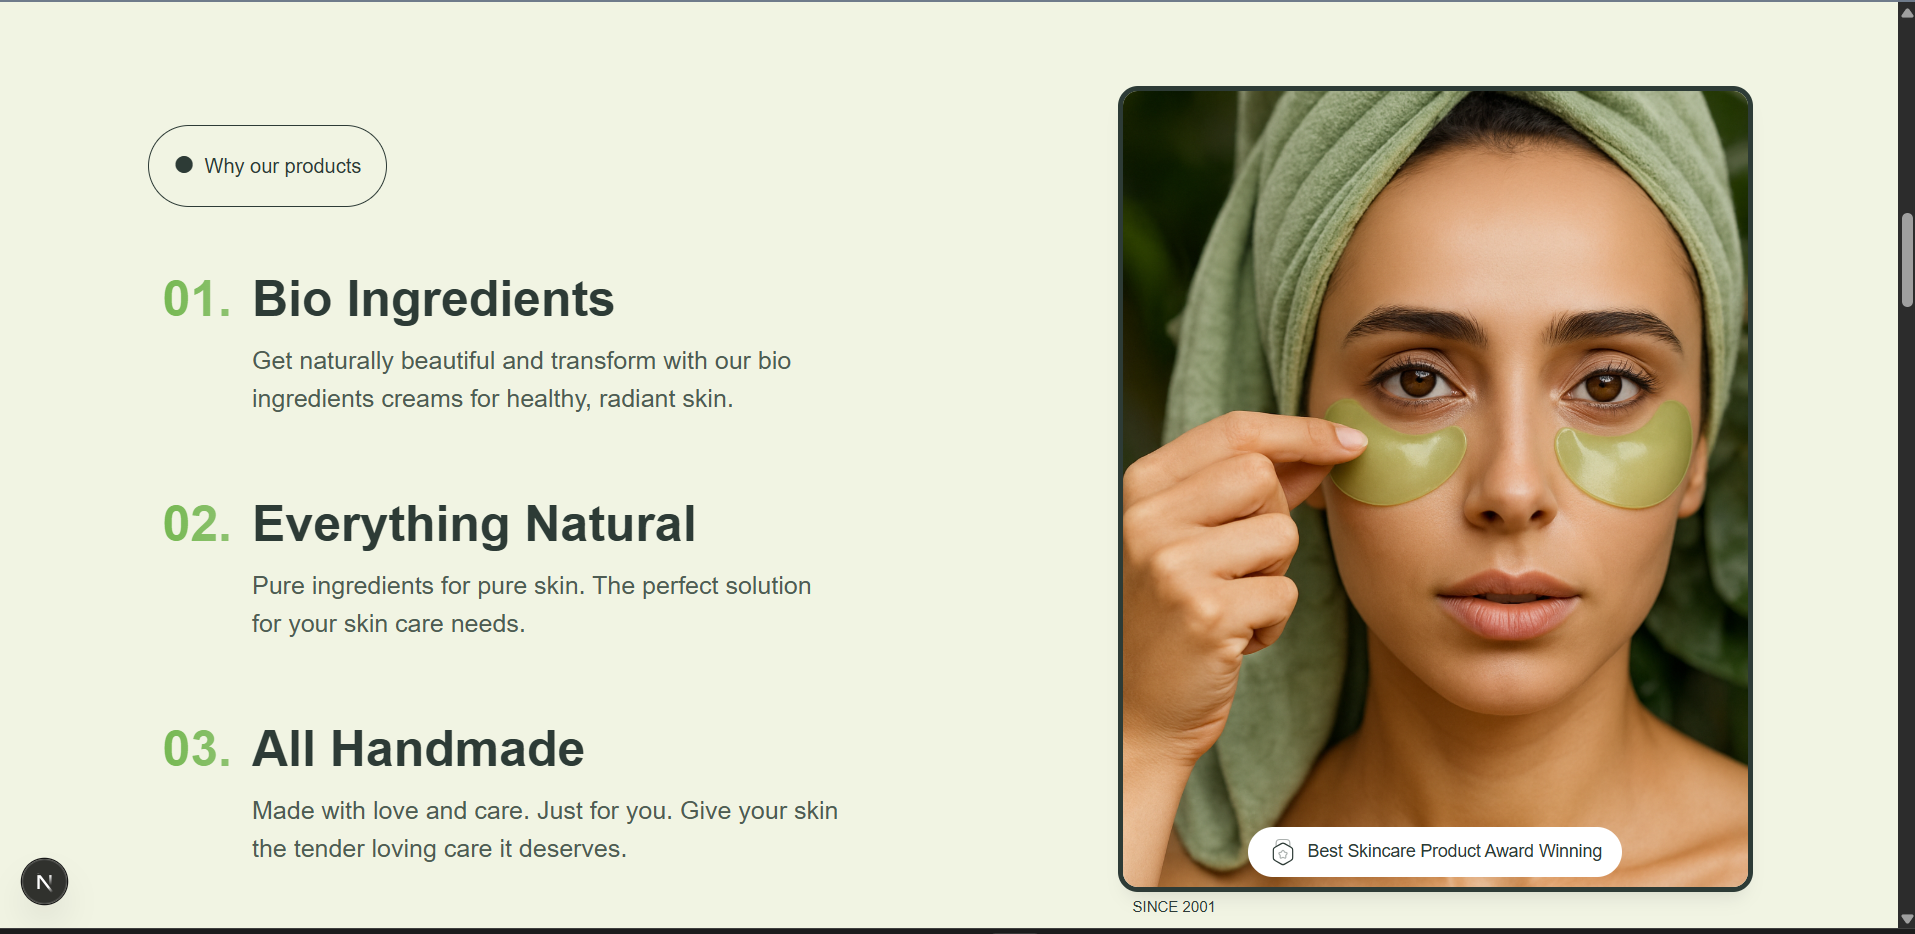 Why our products
01. Bio Ingredients
Get naturally beautiful and transform with our bio
ingredients creams for healthy, radiant skin.
02. Everything Natural
Pure ingredients for pure skin. The perfect solution
for your skin care needs.
03. All Handmade
Made with love and care. Just for you. Give your skin
the tender loving care it deserves.
N
Best Skincare Product Award Winning
SINCE 2001